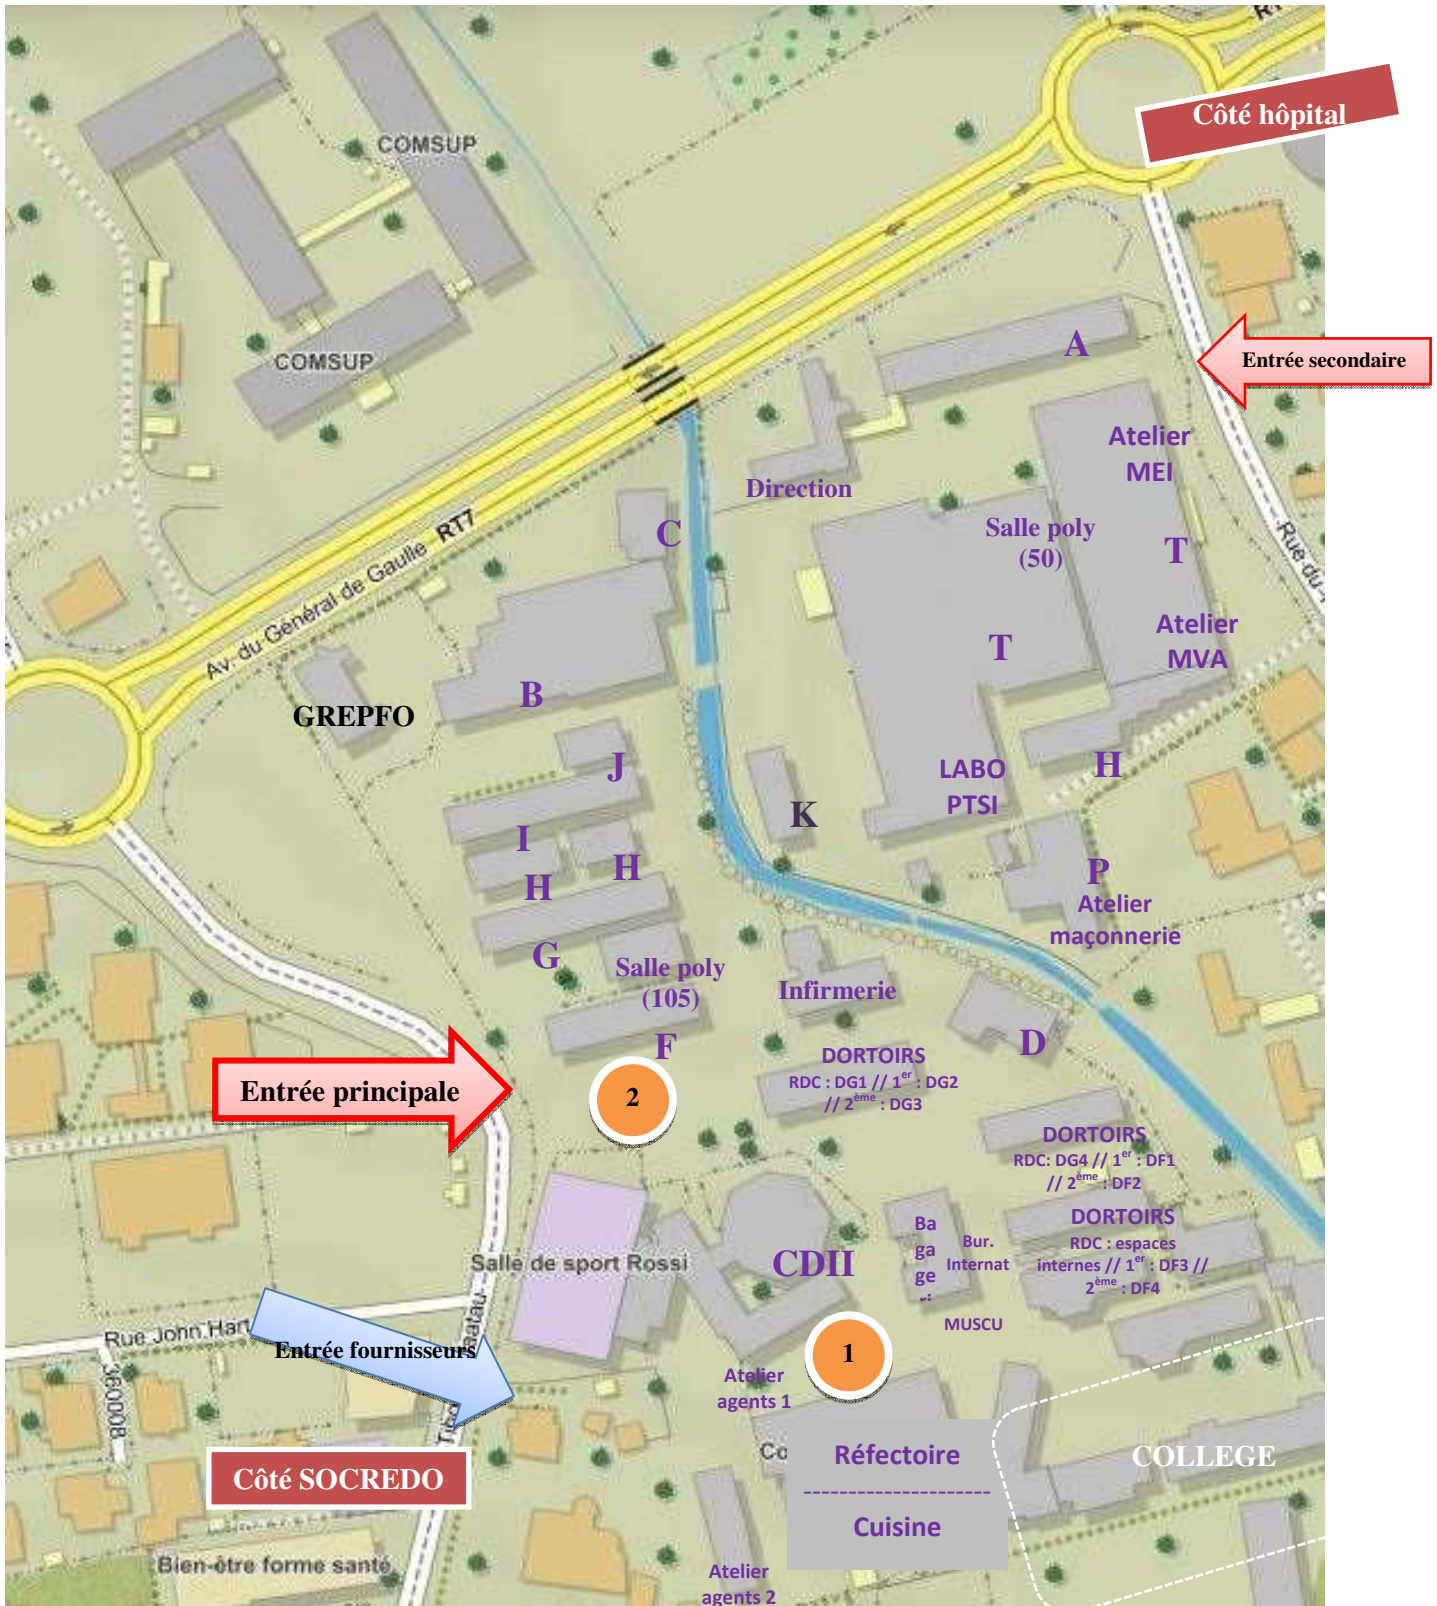 COMSUP
Côté hôpital
COMSUP
A
Entrée secondaire
Atelier
MEI
Direction
Salle poly
(50)
C
T
RT7
Av. du Général de Gaulle
Rue du
Atelier
MVA
T
B
GREPFO
J
H
LABO
PTSI
K
I
H
H
P
Atelier
maçonnerie
G
Salle poly
(105)
Infirmerie
F
D
DORTOIRS
RDC : DG1 // 1er : DG2
// 2ème : DG3
Entrée principale
2
DORTOIRS
RDC: DG4 // 1er : DF1
// 2ème : DF2
DORTOIRS
RDC : espaces
internes // 1er : DF3 //
2ème : DF4
Ba
ga
ge
ri
Bur.
Internat
Salle de sport Rossi
CDII
MUSCU
Rue John Hart
Entrée fournisseurs
1
360008
Atelier
agents 1
Co
Réfectoire
--------------------
Cuisine
COLLEGE
Côté SOCREDO
Bien-être forme santé
Atelier
agents 2